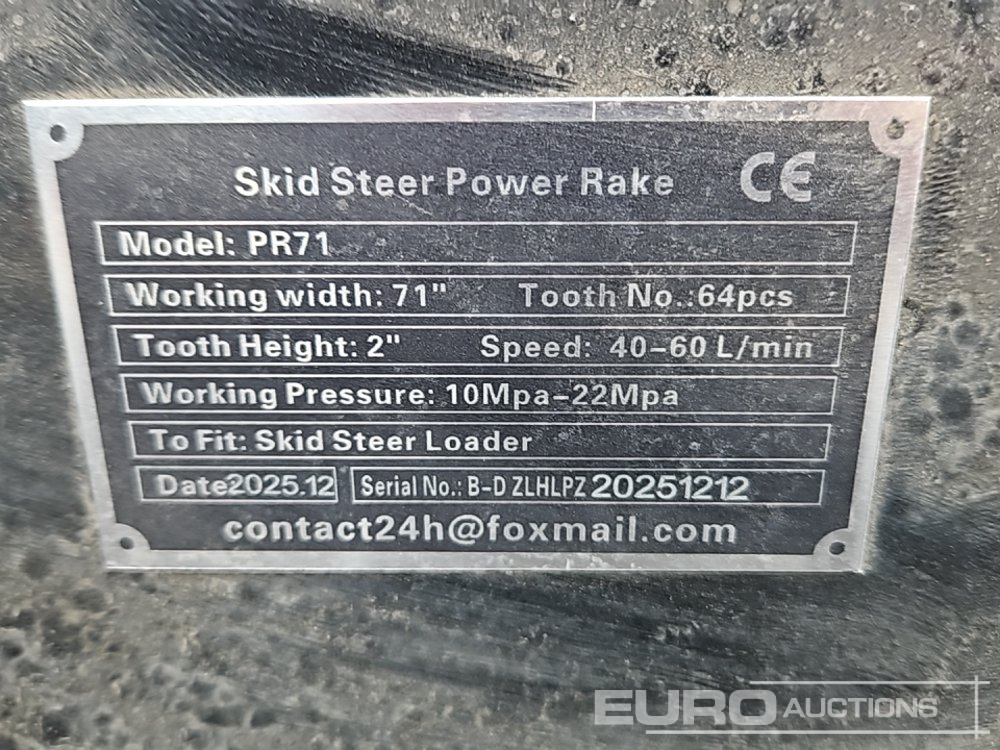 Skid Steer Power Rake CE
Model: PR71
Working width: 71" Tooth No.:64pcs
Tooth Height: 2" Speed: 40-60 L/min
Working Pressure: 10Mpa-22Mpa
To Fit: Skid Steer Loader
Date2025.12 Serial No.: B-D ZLHLPZ 20251212
contact24h@foxmail.com
EURO AUCTIONS